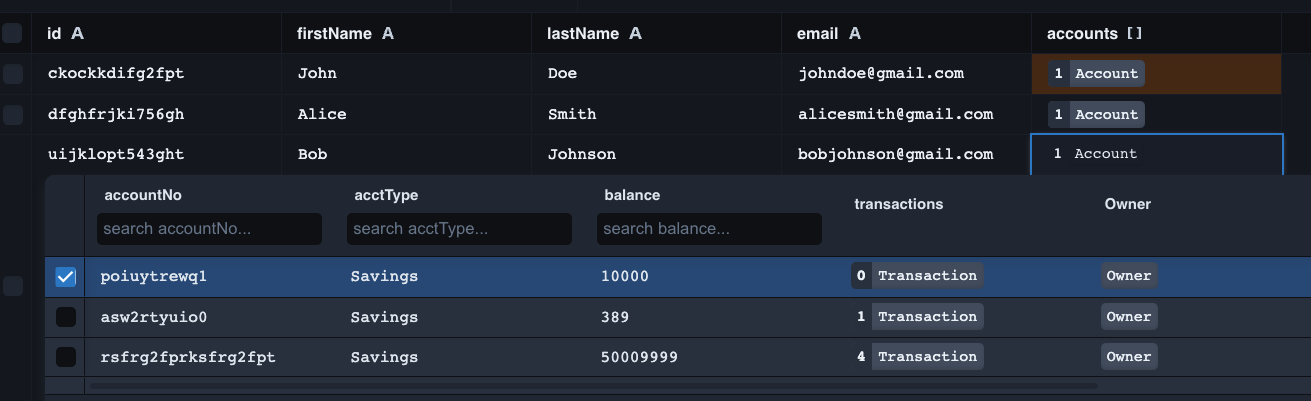 id A firstName A lastName A email A accounts []
ckockkdifg2fpt John Doe johndoe@gmail.com 1 Account
dfghfrjki756gh Alice Smith alicesmith@gmail.com 1 Account
uijklopt543ght Bob Johnson bobjohnson@gmail.com 1 Account
accountNo acctType balance transactions Owner
search accountNo... search acctType... search balance...
poiuytrewq1 Savings 10000 0 Transaction Owner
asw2rtyuio0 Savings 389 1 Transaction Owner
rsfrg2fprksfrg2fpt Savings 50009999 4 Transaction Owner